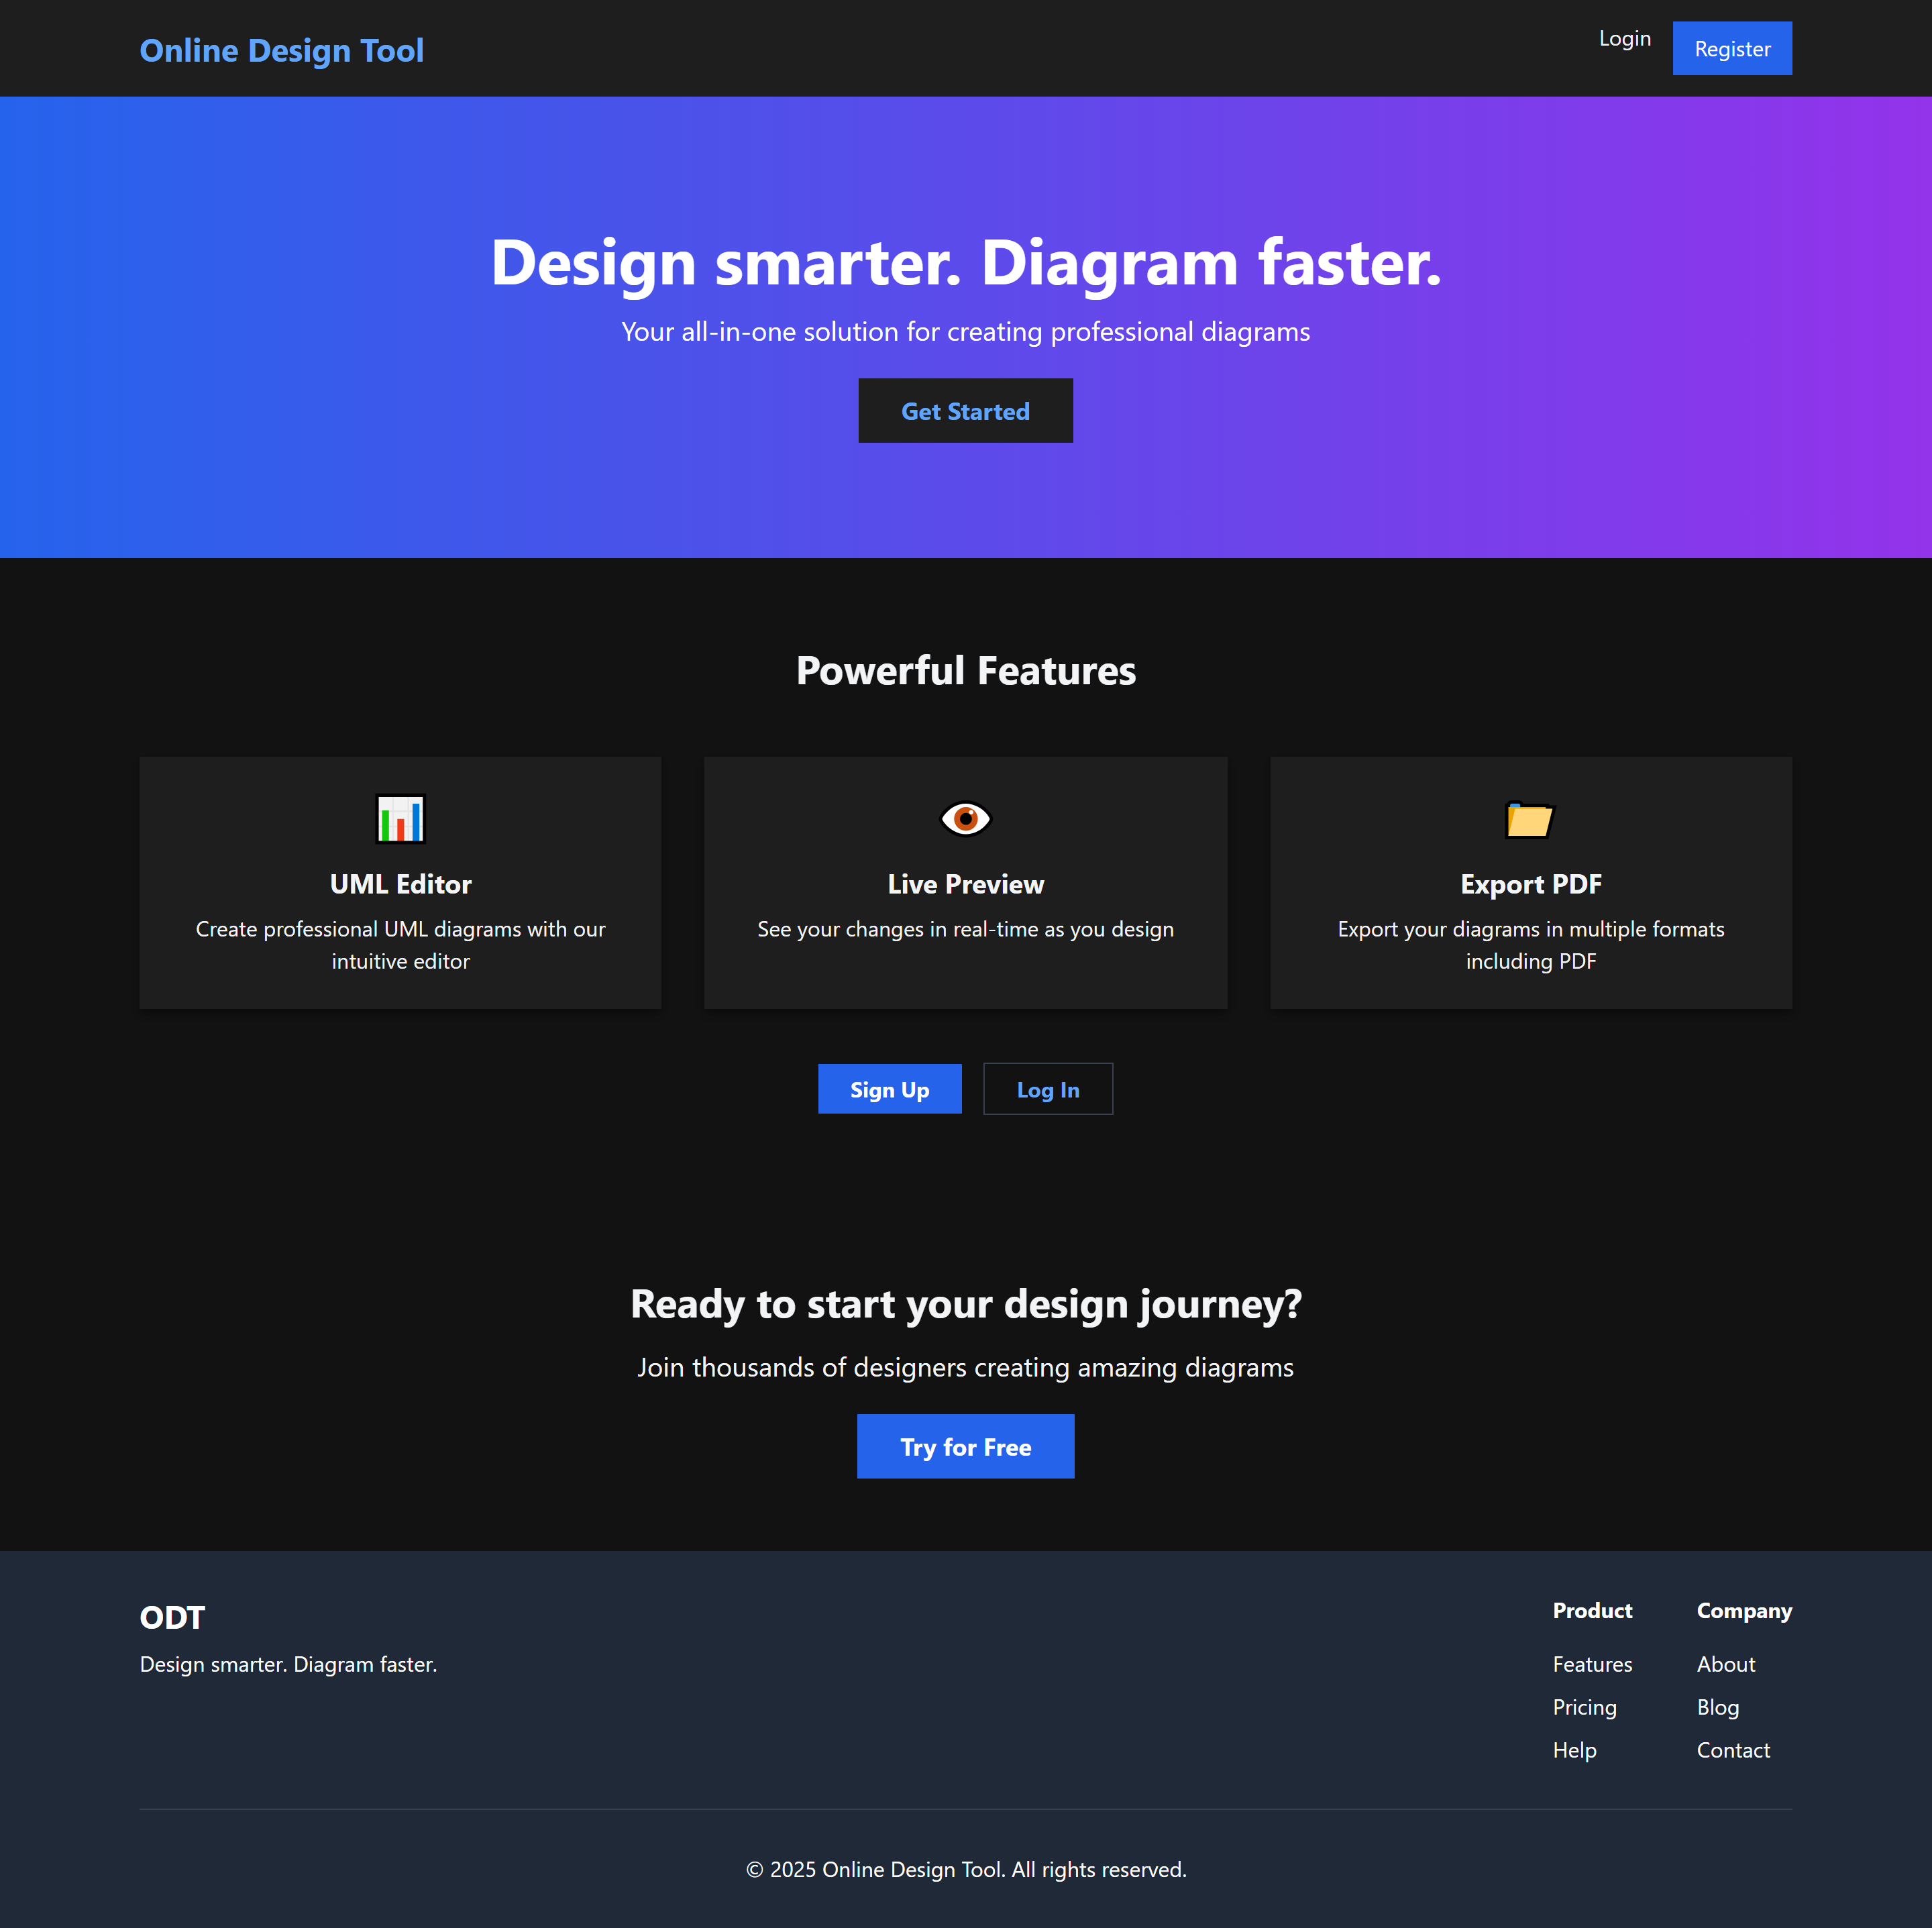 Online Design Tool
Login
Register
Design smarter. Diagram faster.
Your all-in-one solution for creating professional diagrams
Get Started
Powerful Features
UML Editor
Create professional UML diagrams with our
intuitive editor
Live Preview
See your changes in real-time as you design
Export PDF
Export your diagrams in multiple formats
including PDF
Sign Up
Log In
Ready to start your design journey?
Join thousands of designers creating amazing diagrams
Try for Free
ODT
Design smarter. Diagram faster.
Product
Features
Pricing
Help
Company
About
Blog
Contact
© 2025 Online Design Tool. All rights reserved.